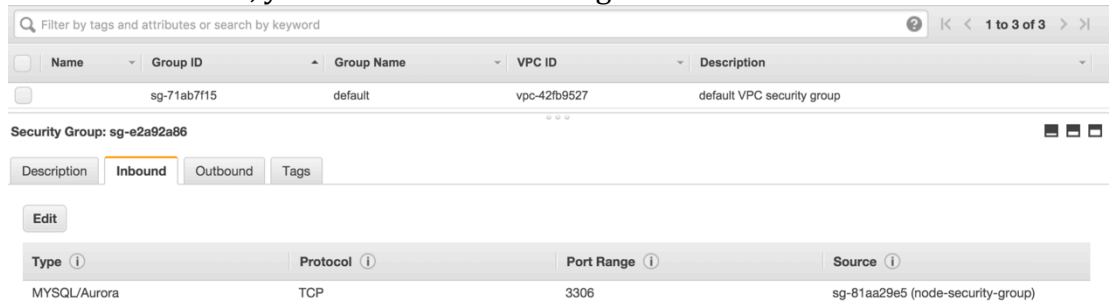 Filter by tags and attributes or search by keyword 1 to 3 of 3
Name Group ID Group Name VPC ID Description
sg-71ab7f15 default vpc-42fb9527 default VPC security group
Security Group: sg-e2a92a86
Description Inbound Outbound Tags
Edit
Type Protocol Port Range Source
MYSQL/Aurora TCP 3306 sg-81aa29e5 (node-security-group)